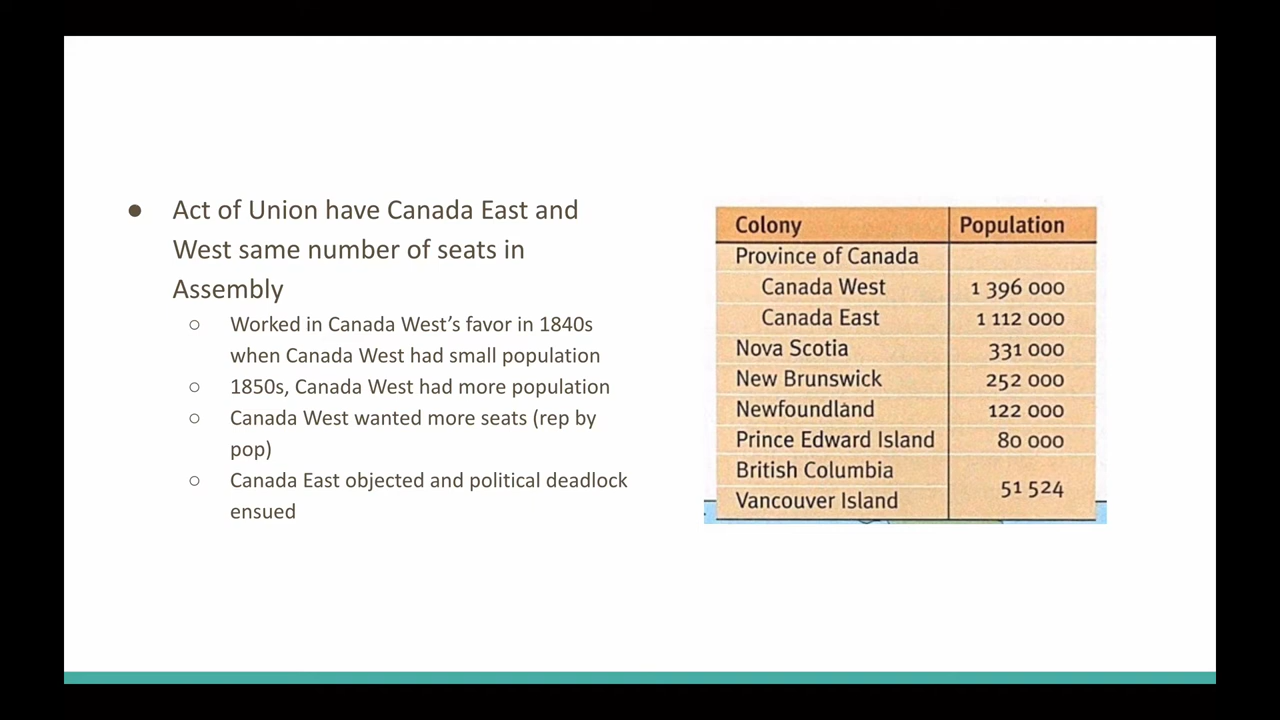 ● Act of Union have Canada East and
West same number of seats in
Assembly
○ Worked in Canada West’s favor in 1840s
when Canada West had small population
○ 1850s, Canada West had more population
○ Canada West wanted more seats (rep by
pop)
○ Canada East objected and political deadlock
ensued
Colony Population
Province of Canada
Canada West 1 396 000
Canada East 1 112 000
Nova Scotia 331 000
New Brunswick 252 000
Newfoundland 122 000
Prince Edward Island 80 000
British Columbia
51 524
Vancouver Island